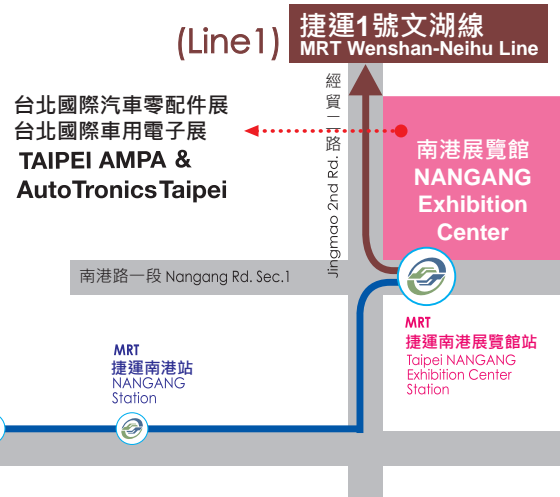 捷運1號文湖線
(Line1)
MRT Wenshan-Neihu Line
經貿二路
Jingmao 2nd Rd.
台北國際汽車零配件展
台北國際車用電子展
TAIPEI AMPA &
AutoTronics Taipei
南港展覽館
NANGANG
Exhibition
Center
南港路一段 Nangang Rd. Sec.1
MRT
捷運南港展覽館站
Taipei NANGANG
Exhibition Center
Station
MRT
捷運南港站
NANGANG
Station